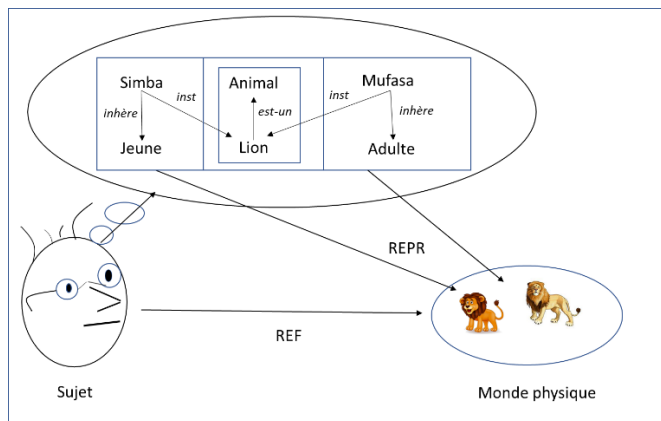 Simba Animal Mufasa
inst est-un inst
inhère inhère
Jeune Lion Adulte
REPR
REF
Sujet Monde physique